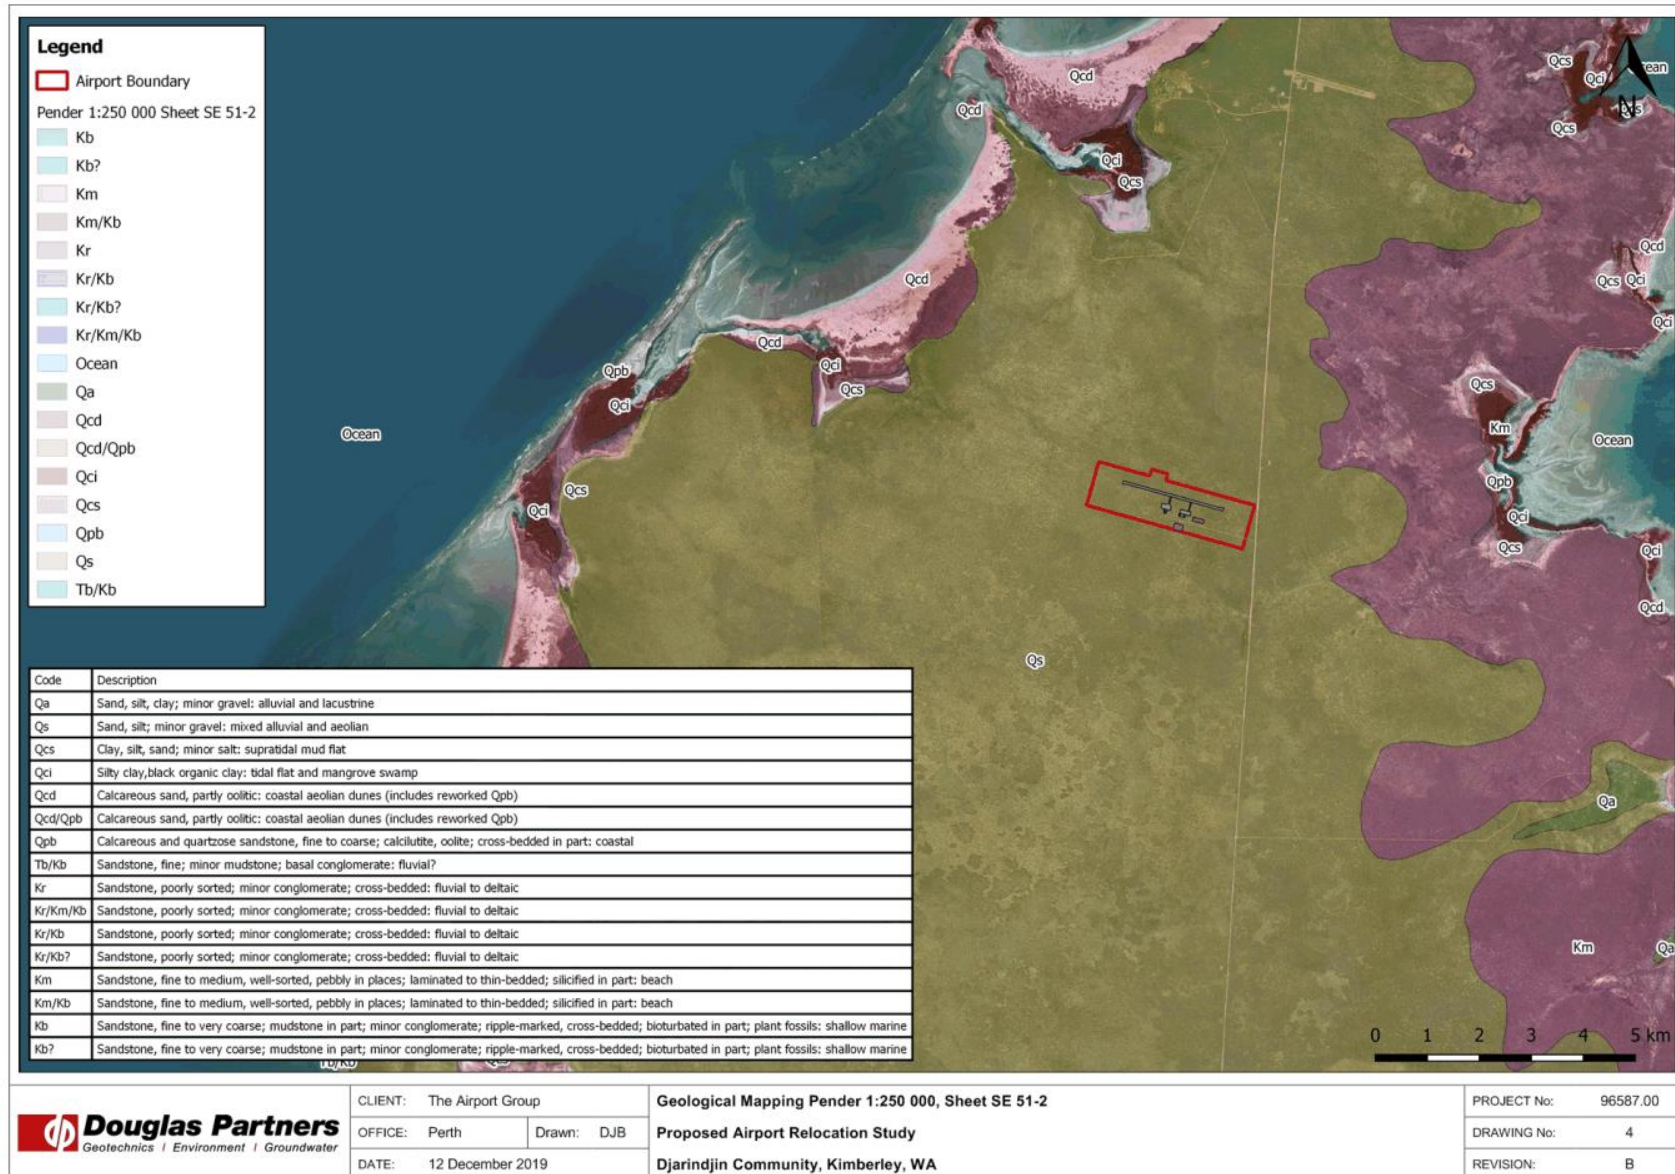 Legend
Airport Boundary
Pender 1:250 000 Sheet SE 51-2
Kb
Kb?
Km
Km/Kb
Kr
Kr/Kb
Kr/Kb?
Kr/Km/Kb
Ocean
Qa
Qcd
Qcd/Qpb
Qci
Qcs
Qpb
Qs
Tb/Kb
Qcd
Qcd
Qci
Qcs
Qcd
Qcd
Qci
Qcs
Qpb
Qci
Ocean
Qcs
Qci
Qs
Qcs
Qci
N
Qcs
Qcd
Qcs
Qci
Qci
Qcs
Km
Ocean
Qpb
Qci
Qcs
Qci
Qcd
Qa
Km
Qa
Code Description
Qa Sand, silt, clay; minor gravel: alluvial and lacustrine
Qs Sand, silt; minor gravel: mixed alluvial and aeolian
Qcs Clay, silt, sand; minor salt: supratidal mud flat
Qci Silty clay,black organic clay: tidal flat and mangrove swamp
Qcd Calcareous sand, partly oolitic: coastal aeolian dunes (includes reworked Qpb)
Qcd/Qpb Calcareous sand, partly oolitic: coastal aeolian dunes (includes reworked Qpb)
Qpb Calcareous and quartzose sandstone, fine to coarse; calcilutite, oolite; cross-bedded in part: coastal
Tb/Kb Sandstone, fine; minor mudstone; basal conglomerate: fluvial?
Kr Sandstone, poorly sorted; minor conglomerate; cross-bedded: fluvial to deltaic
Kr/Km/Kb Sandstone, poorly sorted; minor conglomerate; cross-bedded: fluvial to deltaic
Kr/Kb Sandstone, poorly sorted; minor conglomerate; cross-bedded: fluvial to deltaic
Kr/Kb? Sandstone, poorly sorted; minor conglomerate; cross-bedded: fluvial to deltaic
Km Sandstone, fine to medium, well-sorted, pebbly in places; laminated to thin-bedded; silicified in part: beach
Km/Kb Sandstone, fine to medium, well-sorted, pebbly in places; laminated to thin-bedded; silicified in part: beach
Kb Sandstone, fine to very coarse; mudstone in part; minor conglomerate; ripple-marked, cross-bedded; bioturbated in part; plant fossils: shallow marine
Kb? Sandstone, fine to very coarse; mudstone in part; minor conglomerate; ripple-marked, cross-bedded; bioturbated in part; plant fossils: shallow marine
0 1 2 3 4 5 km
Douglas Partners
Geotechnics | Environment | Groundwater
CLIENT: The Airport Group
OFFICE: Perth Drawn: DJB
DATE: 12 December 2019
Geological Mapping Pender 1:250 000, Sheet SE 51-2
Proposed Airport Relocation Study
Djarindjin Community, Kimberley, WA
PROJECT No: 96587.00
DRAWING No: 4
REVISION: B